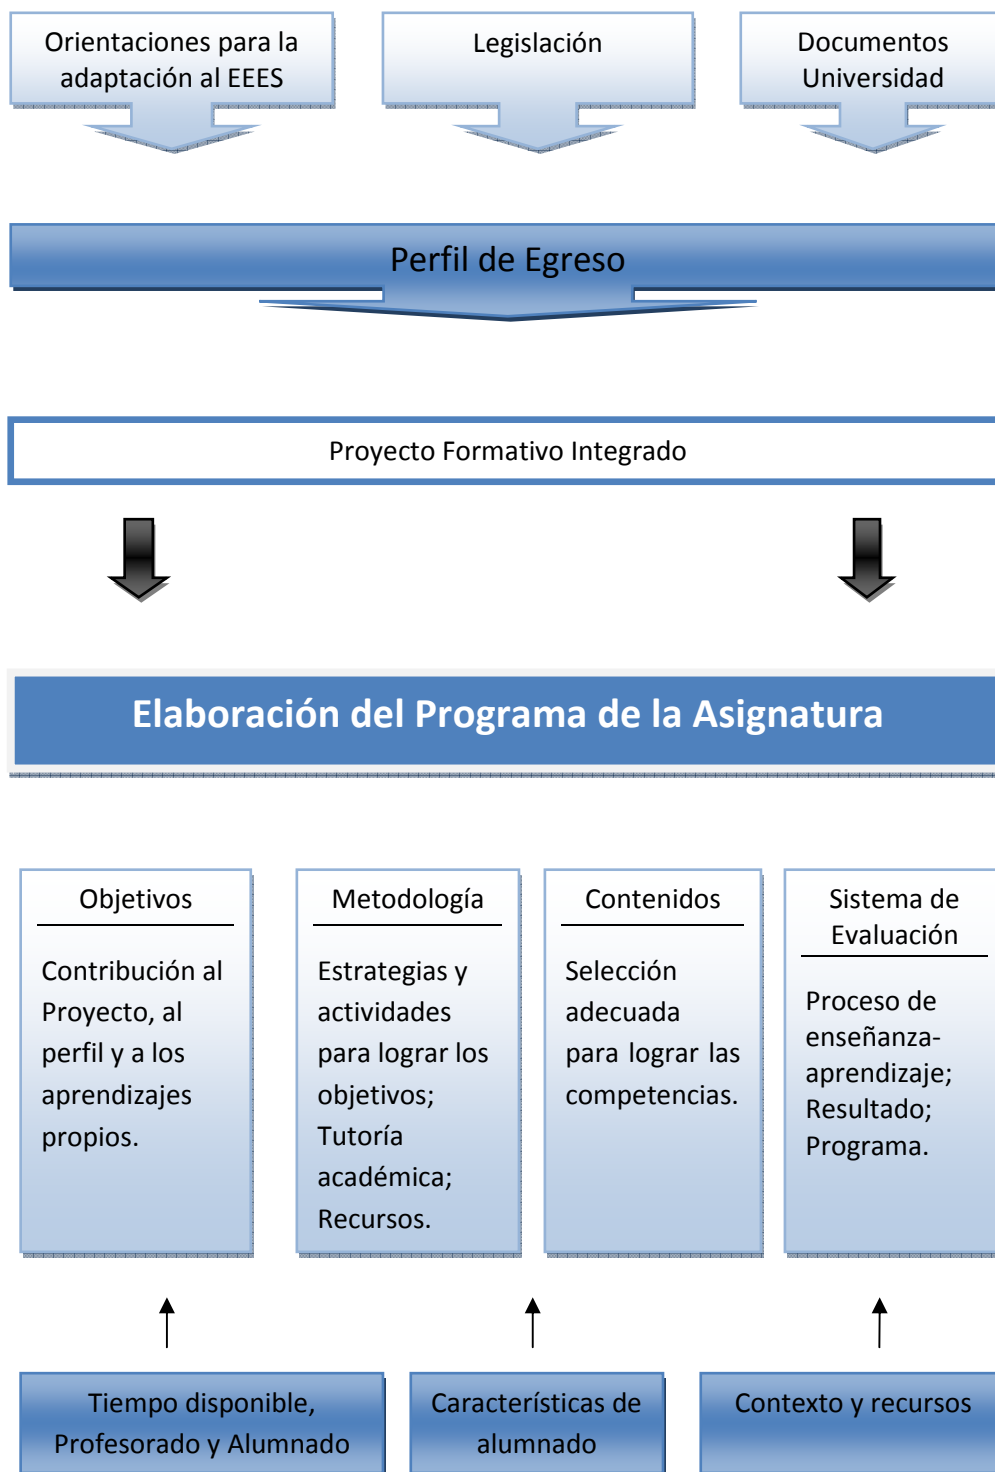 Orientaciones para la
adaptación al EEES
Legislación
Documentos
Universidad
Perfil de Egreso
Proyecto Formativo Integrado
Elaboración del Programa de la Asignatura
Objetivos
Contribución al
Proyecto, al
perfil y a los
aprendizajes
propios.
Metodología
Estrategias y
actividades
para lograr los
objetivos;
Tutoría
académica;
Recursos.
Contenidos
Selección
adecuada
para lograr las
competencias.
Sistema de
Evaluación
Proceso de
enseñanza-
aprendizaje;
Resultado;
Programa.
Tiempo disponible,
Profesorado y Alumnado
Características de
alumnado
Contexto y recursos